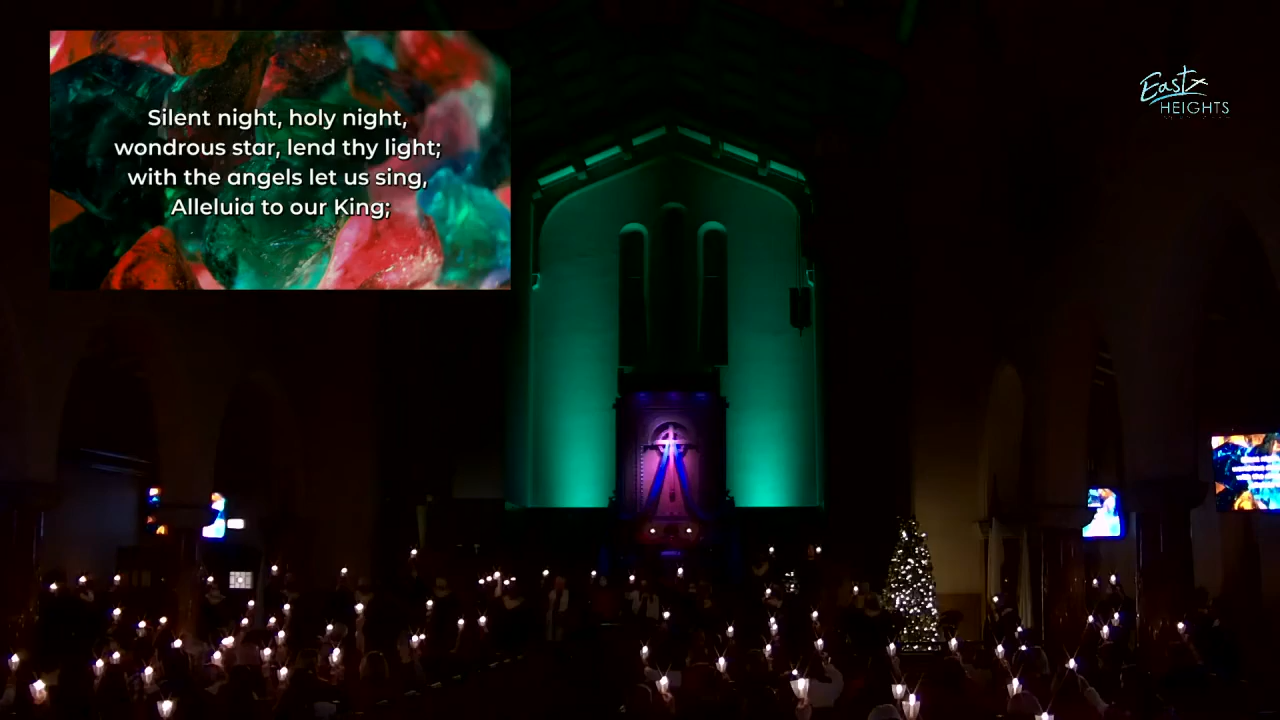 Silent night, holy night,
wondrous star, lend thy light;
with the angels let us sing,
Alleluia to our King;
East
HEIGHTS